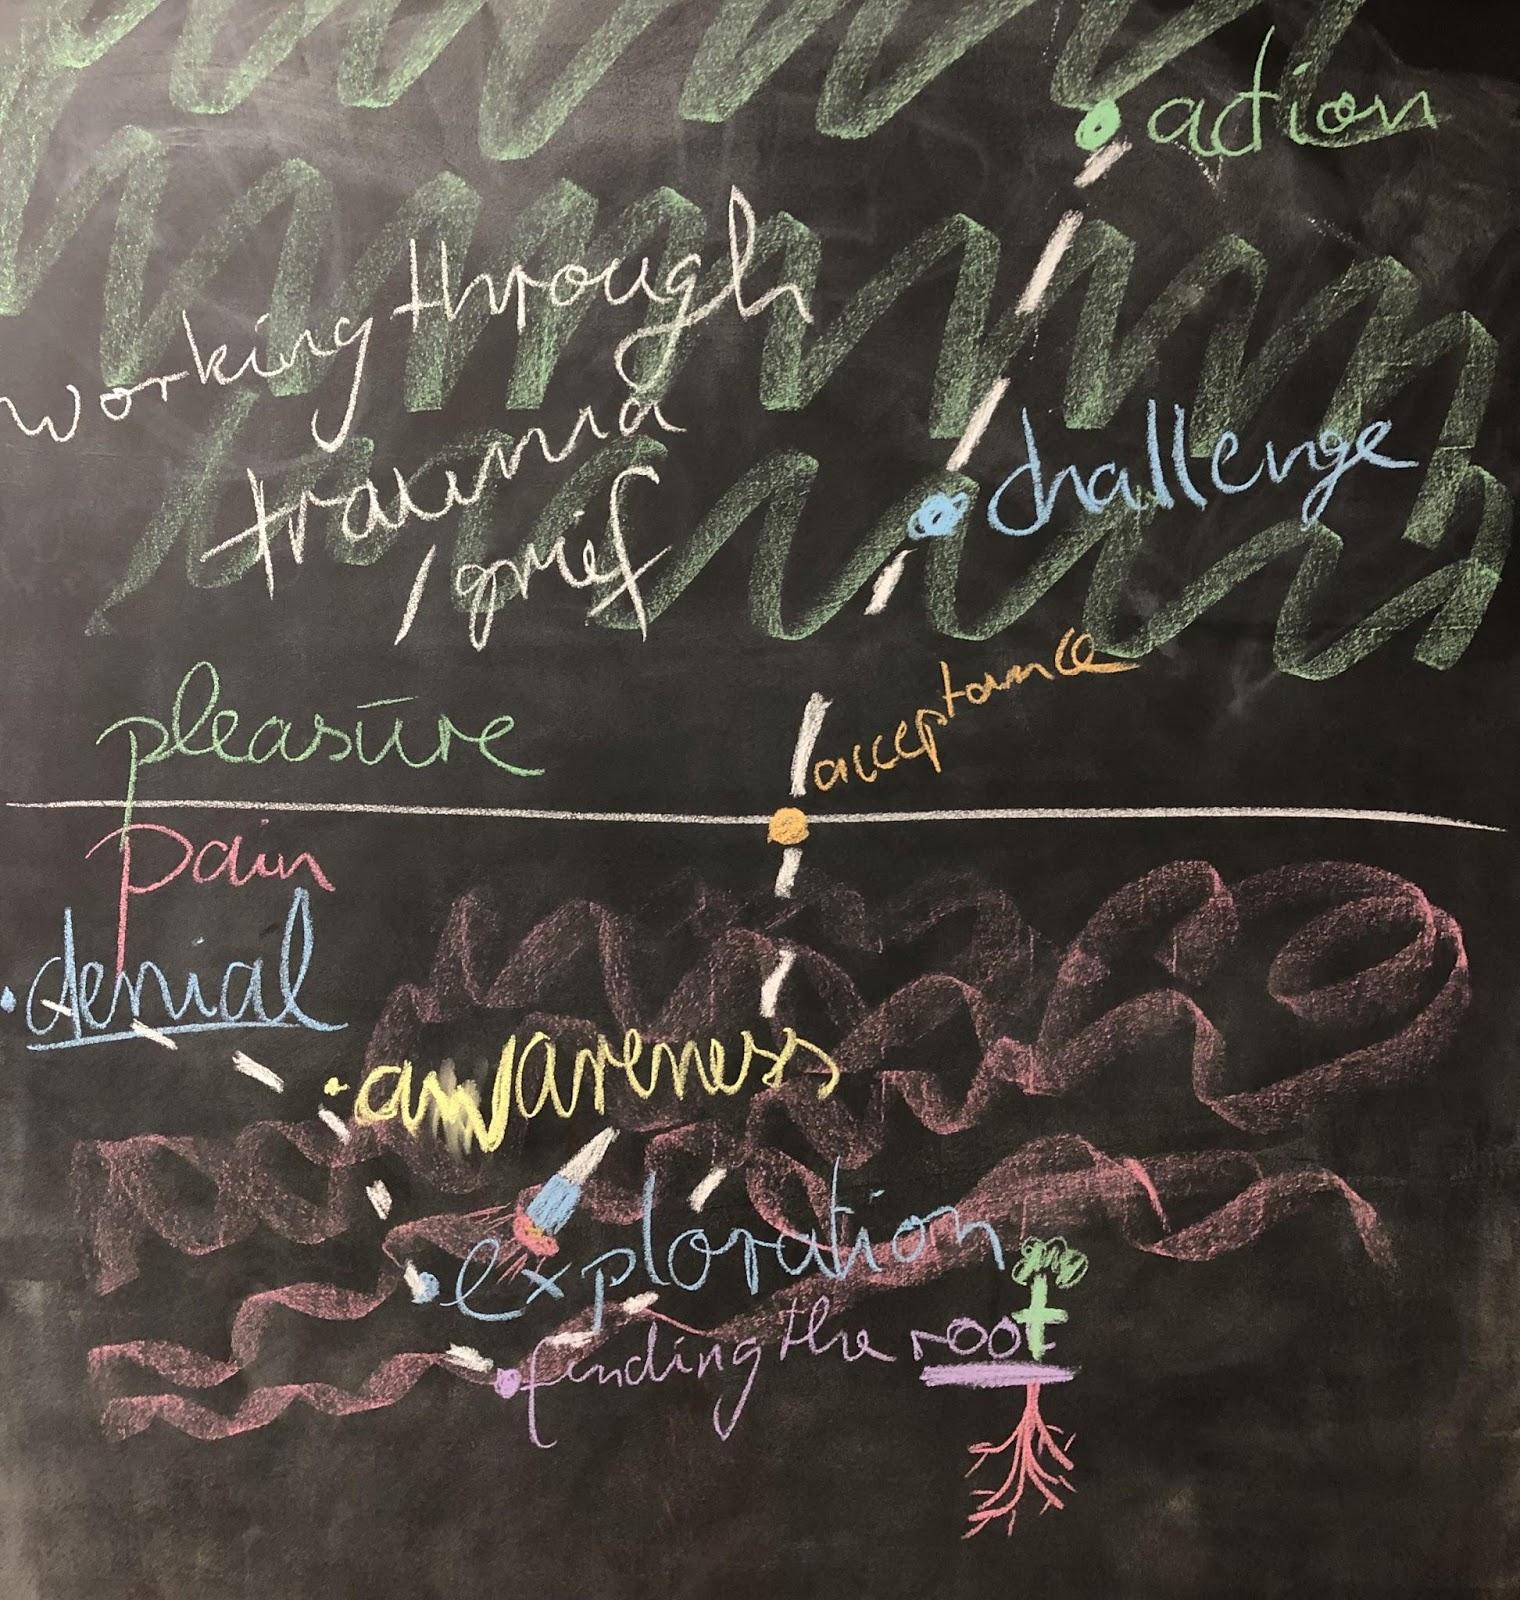 action
working through
trauma
/grief
challenge
acceptance
pleasure
pain
denial
awareness
exploration
finding the root